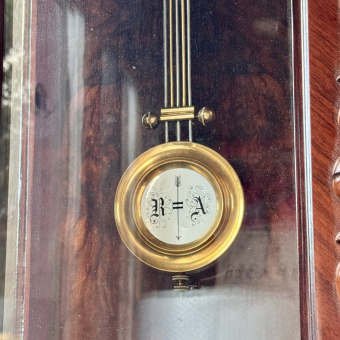 R = A